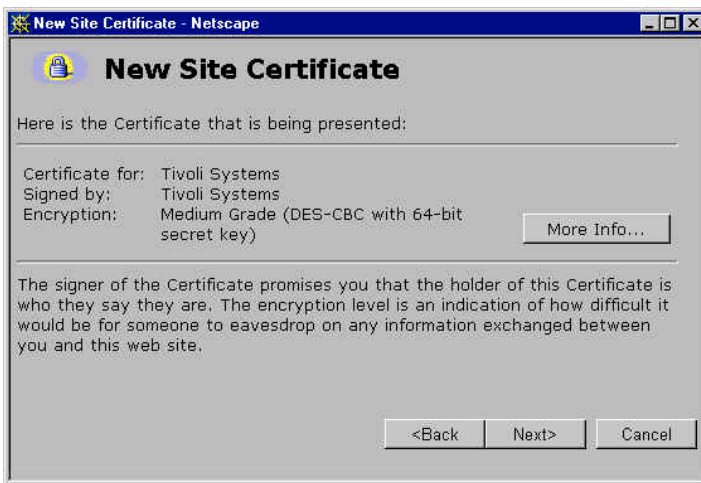 New Site Certificate - Netscape
New Site Certificate
Here is the Certificate that is being presented:
Certificate for: Tivoli Systems
Signed by: Tivoli Systems
Encryption: Medium Grade (DES-CBC with 64-bit
secret key)
More Info...
The signer of the Certificate promises you that the holder of this Certificate is
who they say they are. The encryption level is an indication of how difficult it
would be for someone to eavesdrop on any information exchanged between
you and this web site.
<Back Next> Cancel